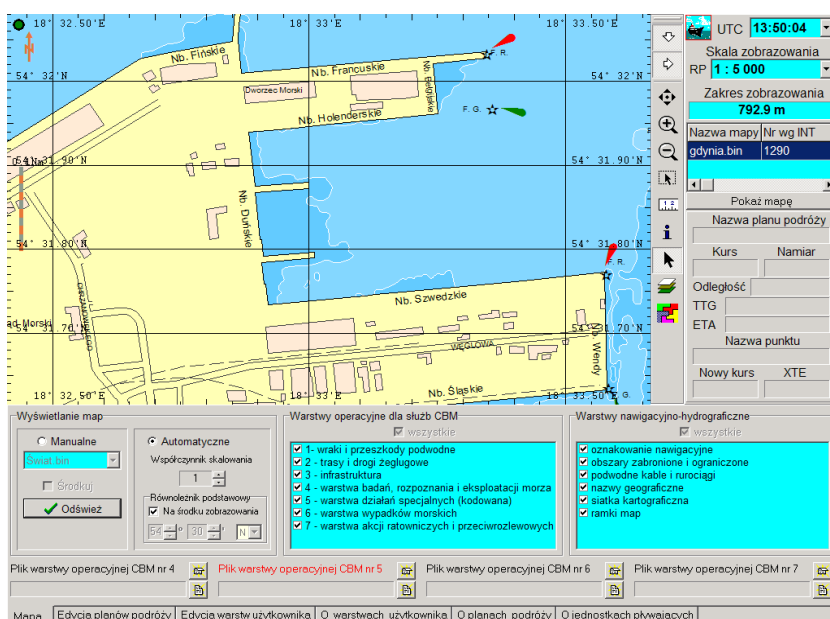 18° 32.50'E
18° 33'E
18° 33.50'E
UTC 13:50:04
Skala zobrazowania
RP 1 : 5 000
Zakres zobrazowania
792.9 m
Nazwa mapy Nr wg INT
gdynia.bin 1290
Pokaż mapę
Nazwa planu podróży
Kurs Namiar
Odległość
TTG
ETA
Nazwa punktu
Nowy kurs XTE
Nb. Fińskie
F. R.
54° 32'N
Nb. Francuskie
54° 32'N
Dworzec Morski
Nb. Belgijskie
F. G.
Nb. Holenderskie
54° 31.90'N
Nb. Duńskie
54° 31.80'N
54° 31.80'N
F. R.
Nb. Szwedzkie
54° 31.70'N
WĘGLOWA
Nb. Wendy
Nb. Śląskie
18° 32.50'E
18° 33'E
18° 33.50'E
F. G.
1 2
i
Wyświetlanie map
Manualne
Świat.bin
Środkuj
Odśwież
Automatyczne
Współczynnik skalowania
1
Równoleżnik podstawowy
Na środku zobrazowania
54 ° 30 ' N
Warstwy operacyjne dla służb CBM
wszystkie
1- wraki i przeszkody podwodne
2 - trasy i drogi żeglugowe
3 - infrastruktura
4 - warstwa badań, rozpoznania i eksploatacji morza
5 - warstwa działań specjalnych (kodowana)
6 - warstwa wypadków morskich
7 - warstwa akcji ratowniczych i przeciwrozlewowych
Warstwy nawigacyjno-hydrograficzne
wszystkie
oznakowanie nawigacyjne
obszary zabronione i ograniczone
podwodne kable i rurociągi
nazwy geograficzne
siatka kartograficzna
ramki map
Plik warstwy operacyjnej CBM nr 4
Plik warstwy operacyjnej CBM nr 5
Plik warstwy operacyjnej CBM nr 6
Plik warstwy operacyjnej CBM nr 7
Mapa
Edycja planów podróży
Edycja warstw użytkownika
O warstwach użytkownika
O planach podróży
O jednostkach pływających